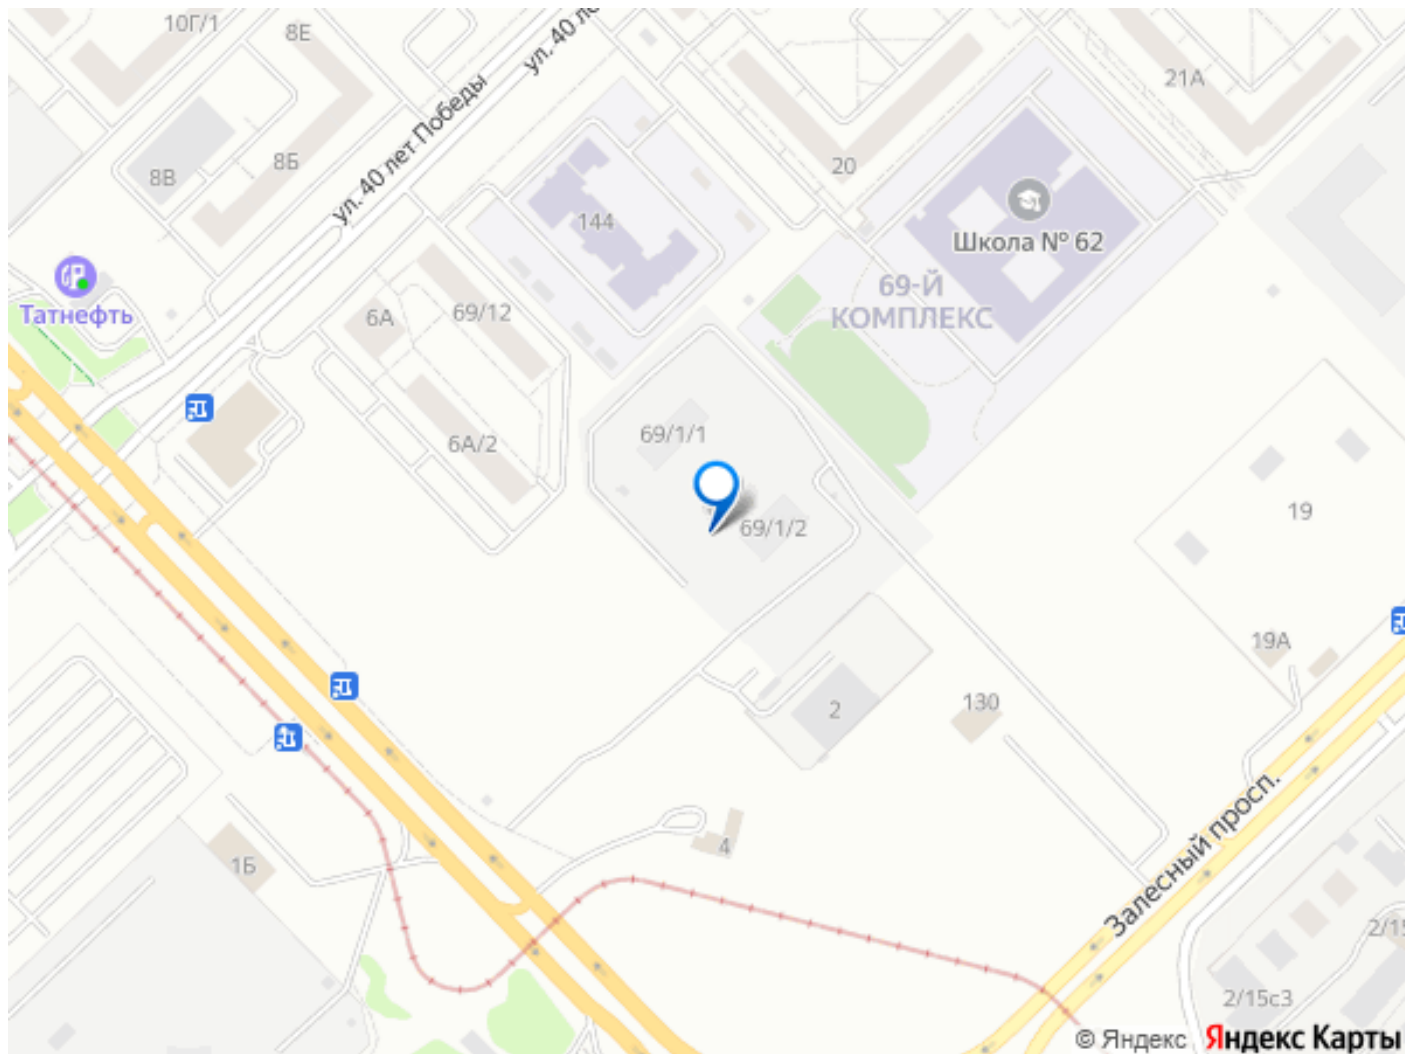 10Г/1
8Е
ул. 40 ле
21А
ул. 40 лет Победы
8Б
8В
20
144
Школа № 62
69-Й
КОМПЛЕКС
Татнефть
6А
69/12
69/1/1
6А/2
69/1/2
19
19А
2
130
4
1Б
Залесный просп.
2/15
2/15с3
© Яндекс Яндекс Карты